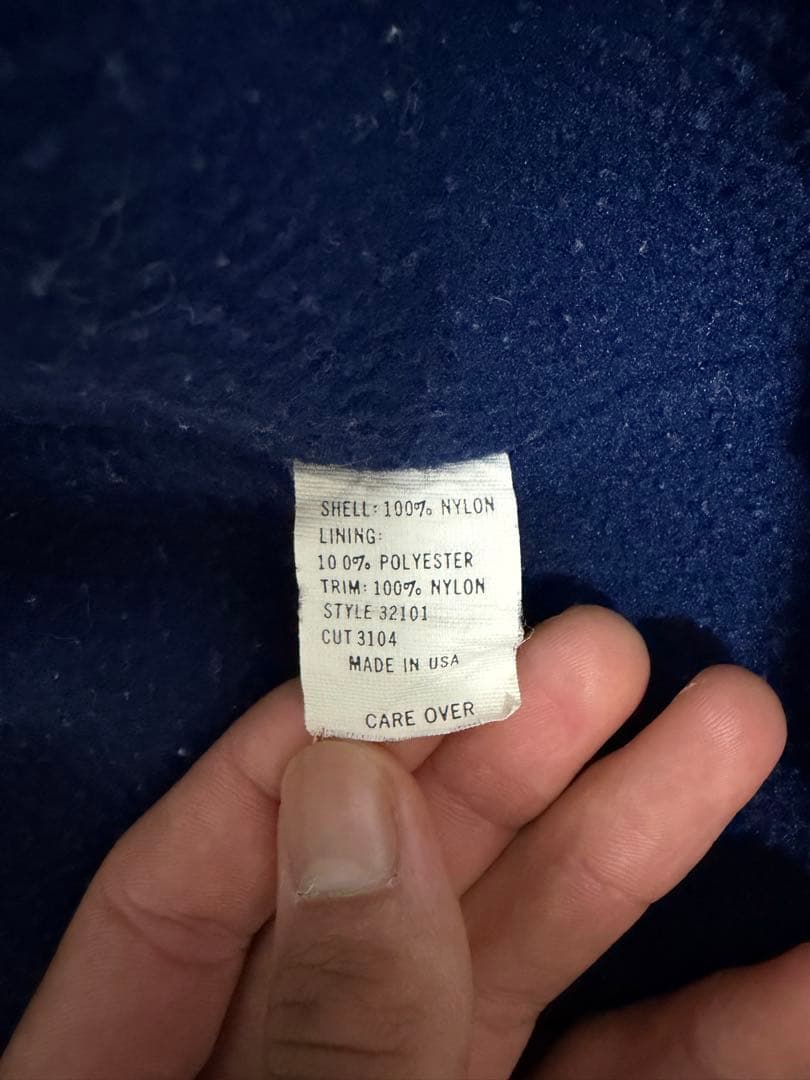 SHELL: 100% NYLON
LINING:
100% POLYESTER
TRIM: 100% NYLON
STYLE 32101
CUT 3104
MADE IN USA
CARE OVER